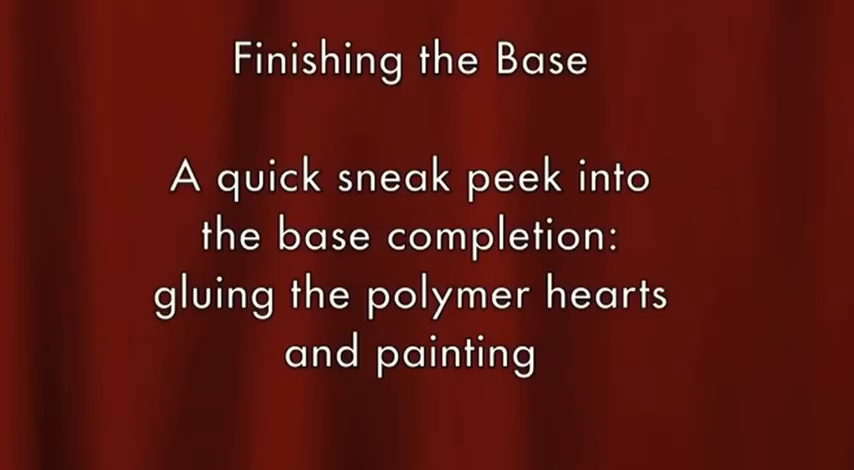 Finishing the Base
A quick sneak peek into
the base completion:
gluing the polymer hearts
and painting